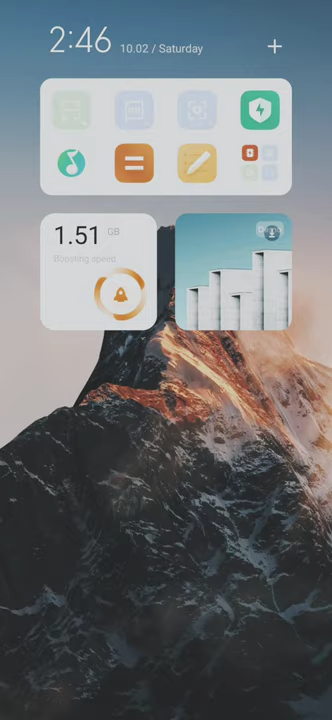 2:46
10.02 / Saturday
+
1.51 GB
Boosting speed